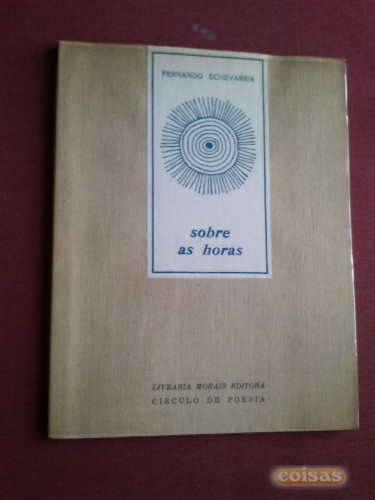 FERNANDO ECHEVARRIA
sobre
as horas
LIVRARIA MORAIS EDITORA
CIRCULO DE POESIA
coisas